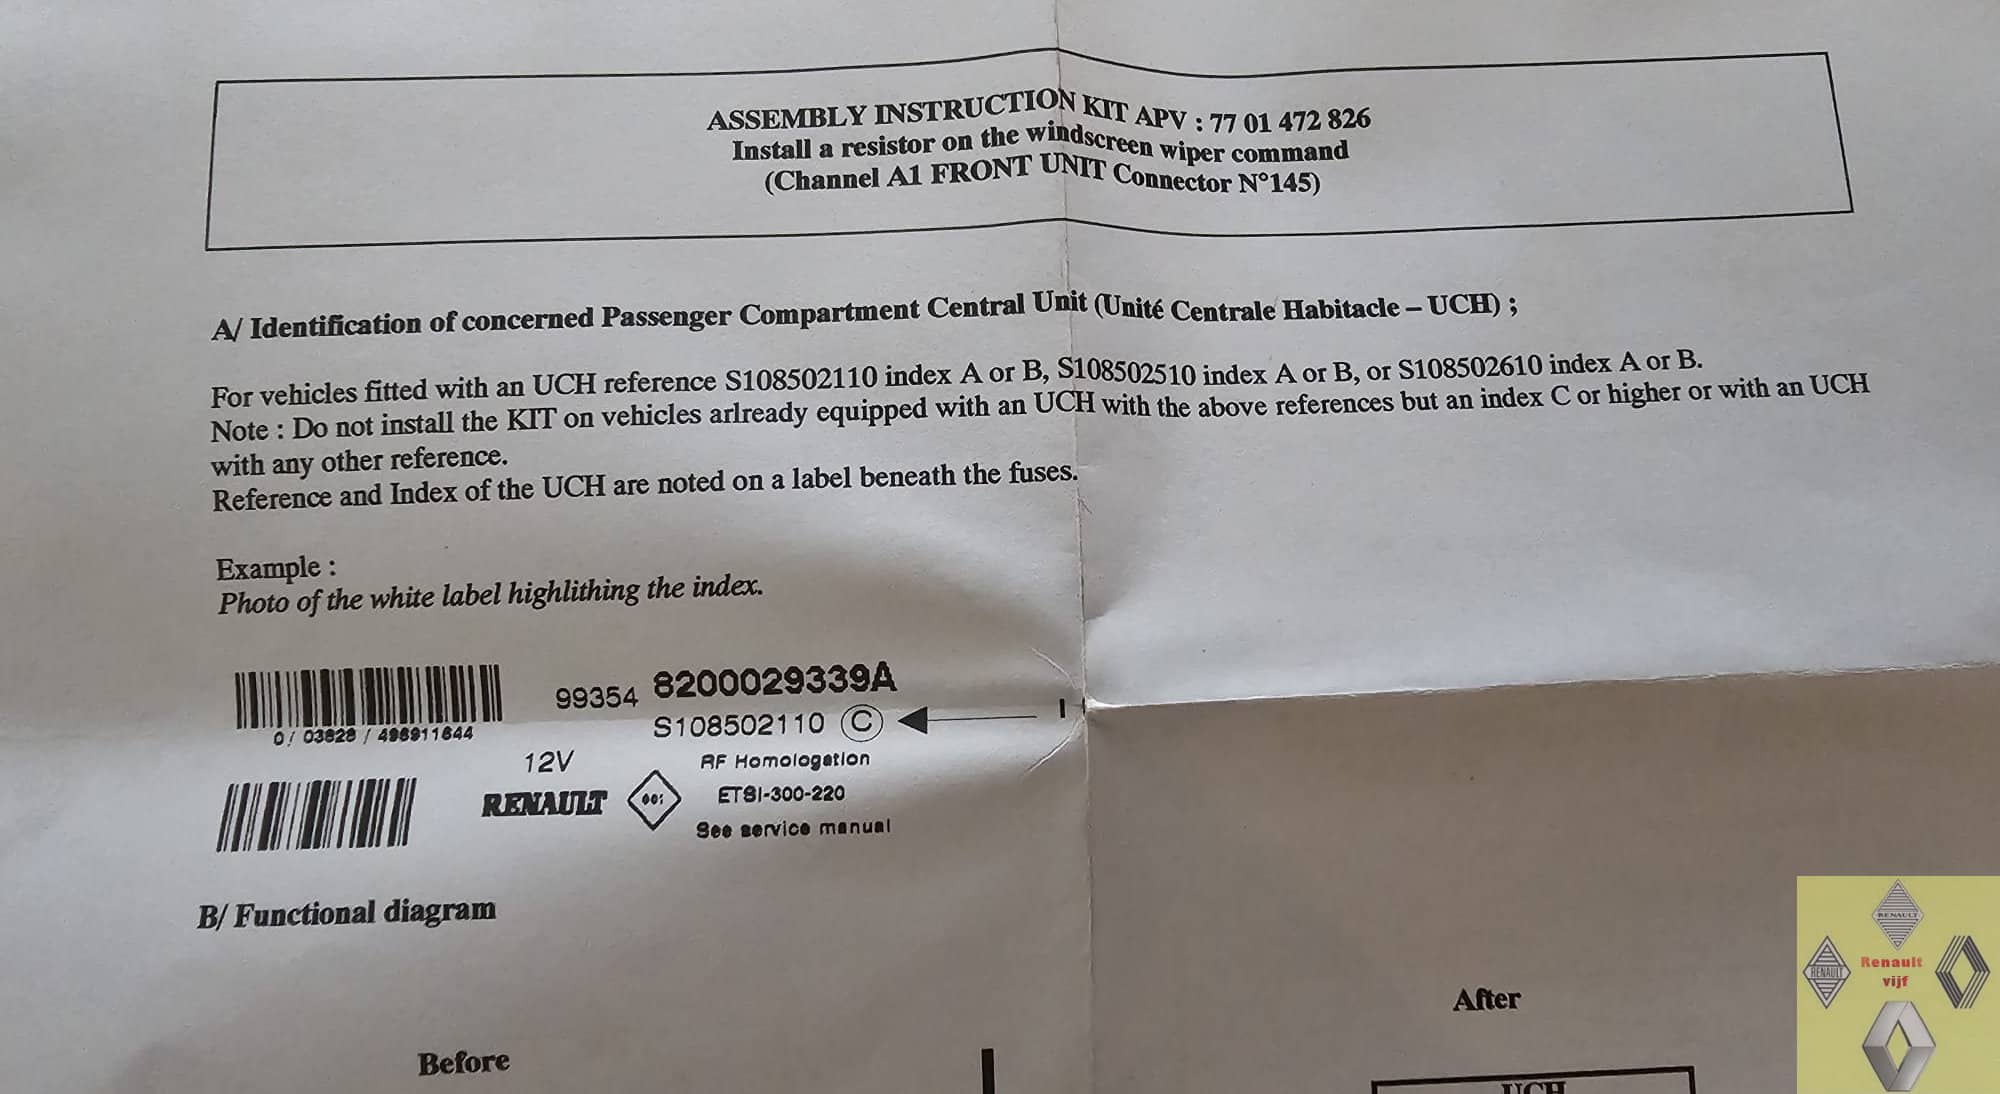 ASSEMBLY INSTRUCTION KIT APV : 77 01 472 826
Install a resistor on the windscreen wiper command
(Channel A1 FRONT UNIT Connector N°145)
A/ Identification of concerned Passenger Compartment Central Unit (Unité Centrale Habitacle – UCH) ;
For vehicles fitted with an UCH reference S108502110 index A or B, S108502510 index A or B, or S108502610 index A or B.
Note : Do not install the KIT on vehicles arlready equipped with an UCH with the above references but an index C or higher or with an UCH
with any other reference.
Reference and Index of the UCH are noted on a label beneath the fuses.
Example :
Photo of the white label highlithing the index.
99354 8200029339A
0/ 03828 / 496911644
S108502110 C
I
12V
RF Homologation
RENAULT
001
ETSI-300-220
See service manual
B/ Functional diagram
After
Before
UCH
RENAULT
RENAULT
Renault
vijf